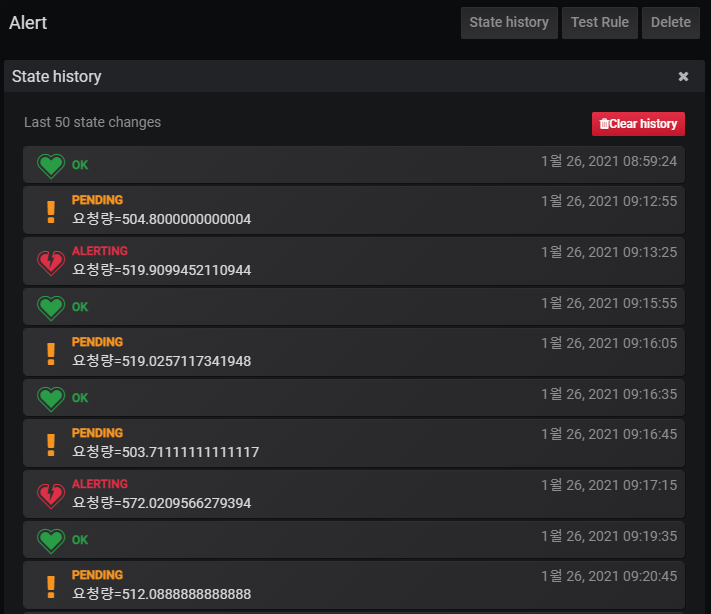 Alert
State history Test Rule Delete
State history
Last 50 state changes
Clear history
OK 1월 26, 2021 08:59:24
PENDING 1월 26, 2021 09:12:55
요청량=504.8000000000004
ALERTING 1월 26, 2021 09:13:25
요청량=519.9099452110944
OK 1월 26, 2021 09:15:55
PENDING 1월 26, 2021 09:16:05
요청량=519.0257117341948
OK 1월 26, 2021 09:16:35
PENDING 1월 26, 2021 09:16:45
요청량=503.71111111111117
ALERTING 1월 26, 2021 09:17:15
요청량=572.0209566279394
OK 1월 26, 2021 09:19:35
PENDING 1월 26, 2021 09:20:45
요청량=512.0888888888888